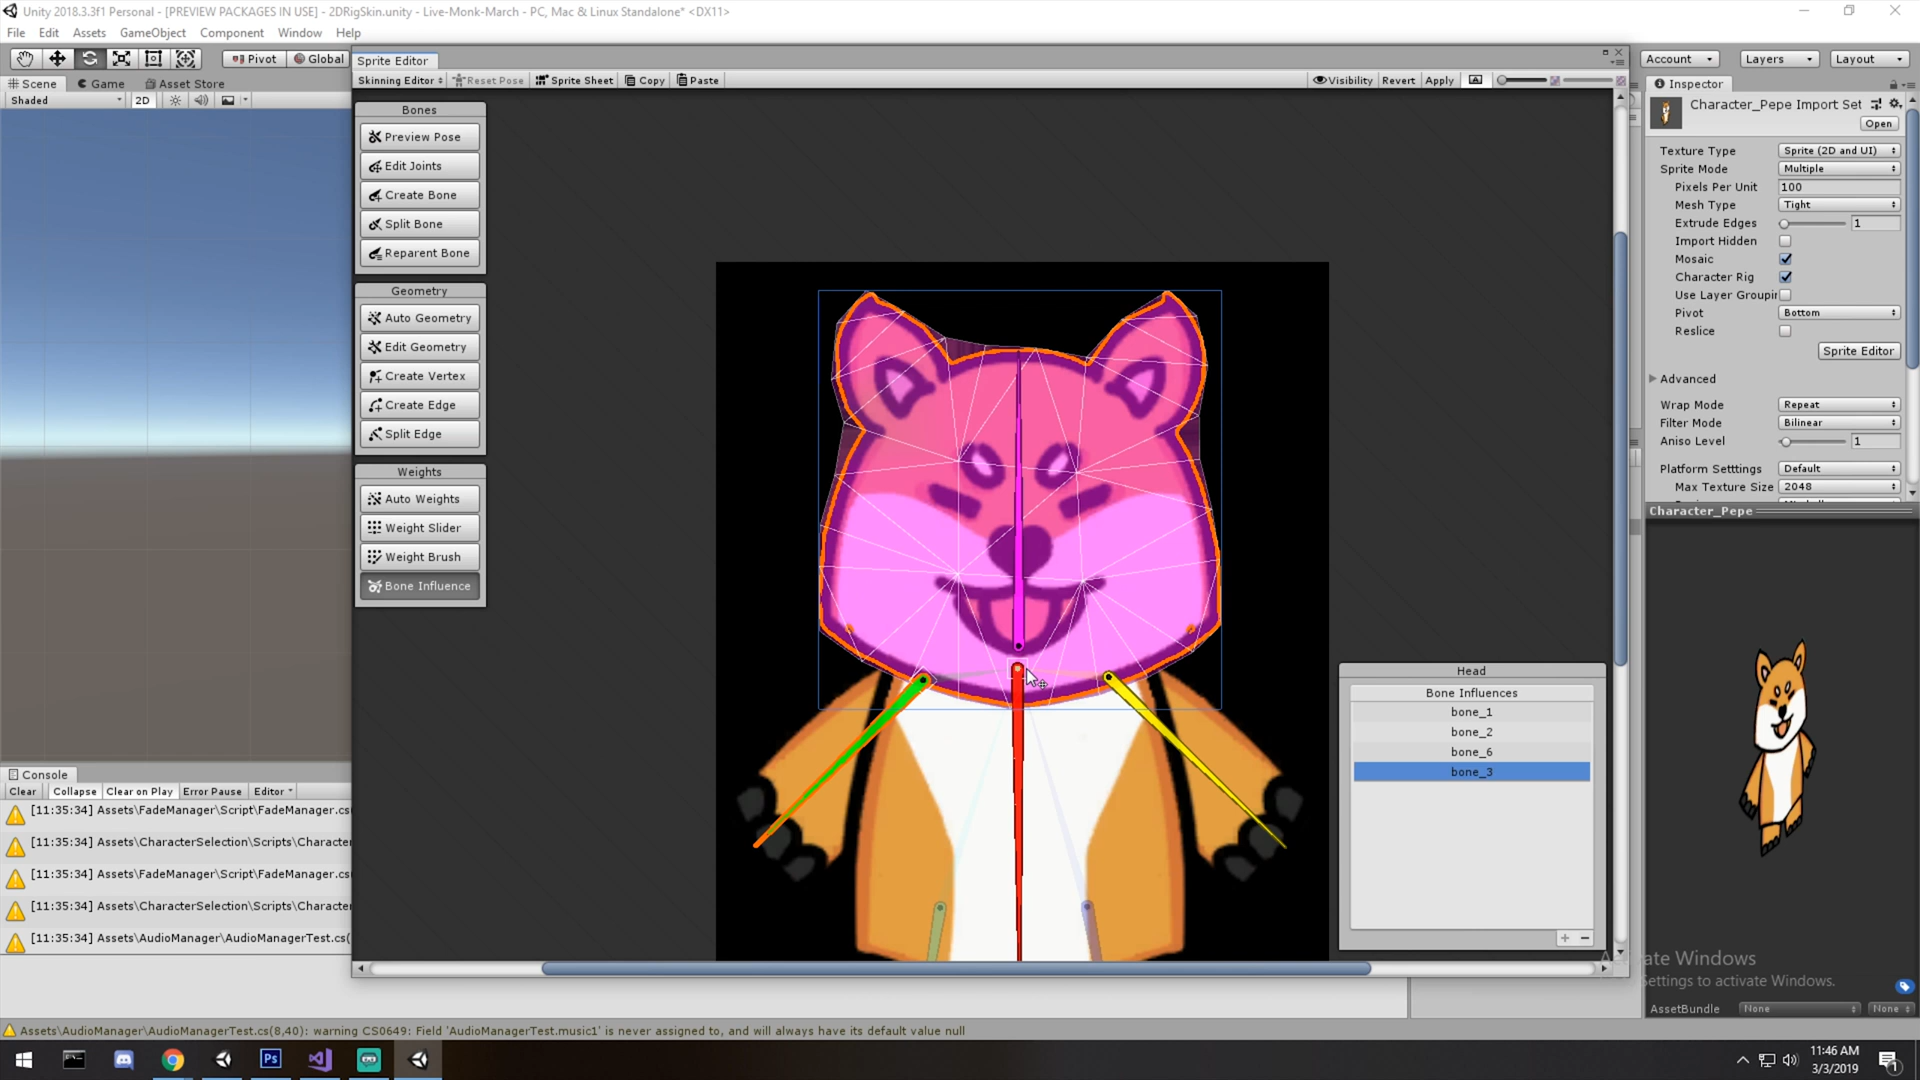 Unity 2018.3.3f1 Personal - [PREVIEW PACKAGES IN USE] - 2DRigSkin.unity - Live-Monk-March - PC, Mac & Linux Standalone* <DX11>
File Edit Assets GameObject Component Window Help
Pivot Global
Account Layers Layout
Scene Game Asset Store
Shaded 2D
Sprite Editor
Skinning Editor Reset Pose Sprite Sheet Copy Paste Visibility Revert Apply
Bones
Preview Pose
Edit Joints
Create Bone
Split Bone
Reparent Bone
Geometry
Auto Geometry
Edit Geometry
Create Vertex
Create Edge
Split Edge
Weights
Auto Weights
Weight Slider
Weight Brush
Bone Influence
Head
Bone Influences
bone_1
bone_2
bone_6
bone_3
Inspector
Character_Pepe Import Set
Open
Texture Type Sprite (2D and UI)
Sprite Mode Multiple
Pixels Per Unit 100
Mesh Type Tight
Extrude Edges 1
Import Hidden
Mosaic
Character Rig
Use Layer Groupir
Pivot Bottom
Reslice
Sprite Editor
Advanced
Wrap Mode Repeat
Filter Mode Bilinear
Aniso Level 1
Platform Setttings Default
Max Texture Size 2048
Character_Pepe
Console
Clear Collapse Clear on Play Error Pause Editor
[11:35:34] Assets\FadeManager\Script\FadeManager.cs
[11:35:34] Assets\CharacterSelection\Scripts\Character
[11:35:34] Assets\FadeManager\Script\FadeManager.cs
[11:35:34] Assets\CharacterSelection\Scripts\Character
[11:35:34] Assets\AudioManager\AudioManagerTest.cs(
ate Windows
Settings to activate Windows.
AssetBundle None None
Assets\AudioManager\AudioManagerTest.cs(8,40): warning CS0649: Field 'AudioManagerTest.music1' is never assigned to, and will always have its default value null
Ps
11:46 AM
3/3/2019
1